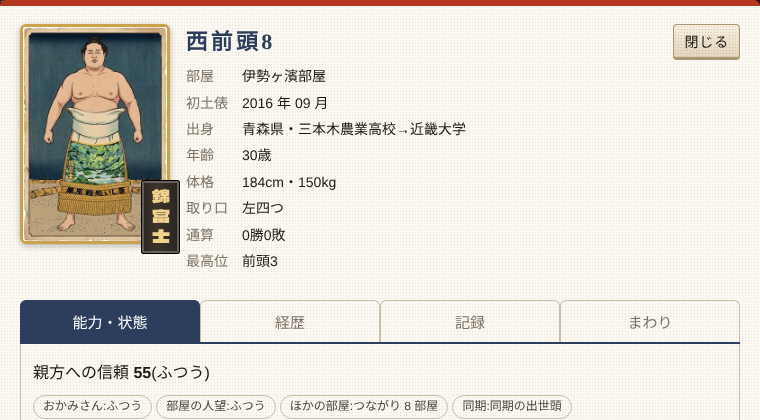 西前頭8
閉じる
部屋 伊勢ヶ濱部屋
初土俵 2016 年 09 月
出身 青森県・三本木農業高校→近畿大学
年齢 30歳
体格 184cm・150kg
取り口 左四つ
通算 0勝0敗
最高位 前頭3
錦富士
能力・状態 経歴 記録 まわり
親方への信頼 55(ふつう)
おかみさん:ふつう 部屋の人望:ふつう ほかの部屋:つながり 8 部屋 同期:同期の出世頭